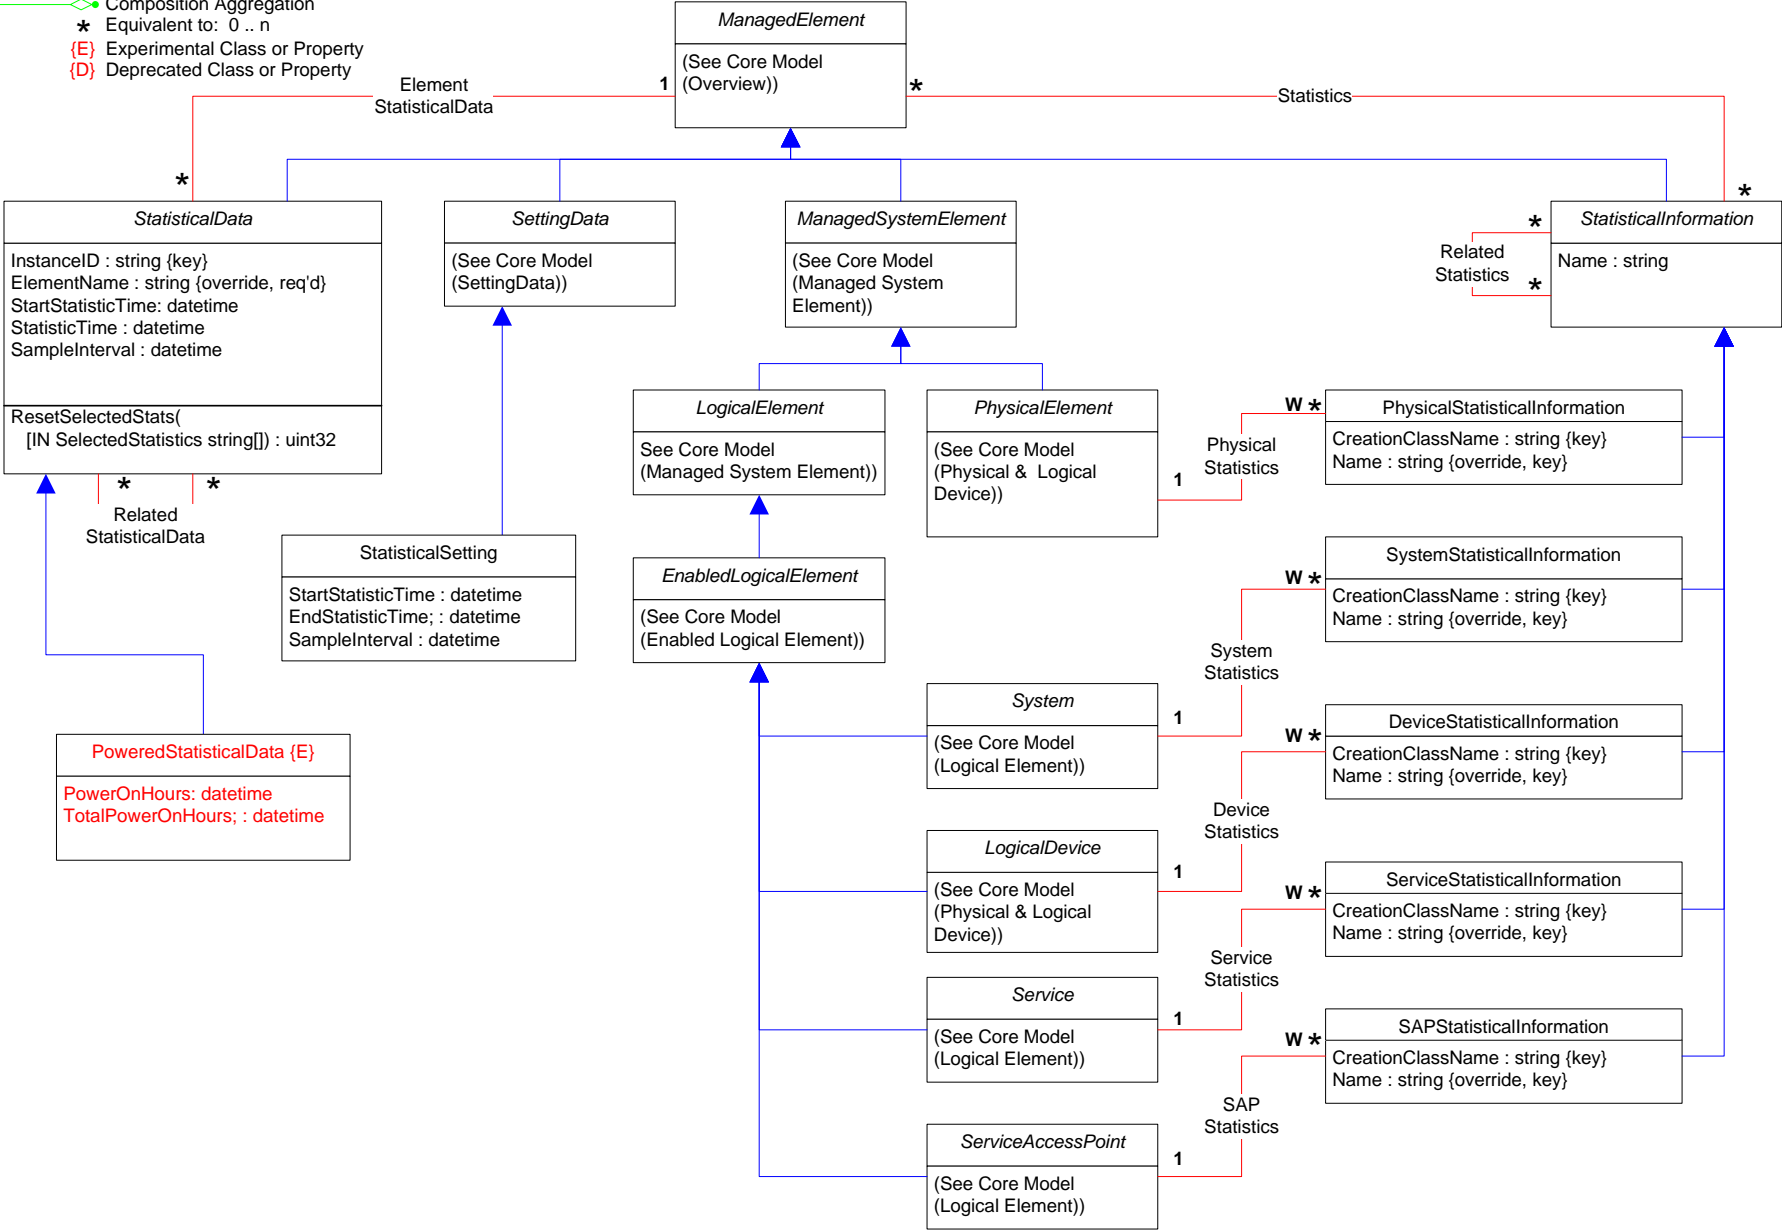 Composition Aggregation
* Equivalent to: 0 .. n
{E} Experimental Class or Property
{D} Deprecated Class or Property
ManagedElement
(See Core Model
(Overview))
Element
StatisticalData
1
*
*
Statistics
*
StatisticalData
InstanceID : string {key}
ElementName : string {override, req'd}
StartStatisticTime: datetime
StatisticTime : datetime
SampleInterval : datetime
ResetSelectedStats(
[IN SelectedStatistics string[]) : uint32
*
*
Related
StatisticalData
SettingData
(See Core Model
(SettingData))
ManagedSystemElement
(See Core Model
(Managed System
Element))
StatisticalInformation
Name : string
*
*
Related
Statistics
LogicalElement
See Core Model
(Managed System Element))
PhysicalElement
(See Core Model
(Physical & Logical
Device))
1
Physical
Statistics
W *
PhysicalStatisticalInformation
CreationClassName : string {key}
Name : string {override, key}
StatisticalSetting
StartStatisticTime : datetime
EndStatisticTime; : datetime
SampleInterval : datetime
EnabledLogicalElement
(See Core Model
(Enabled Logical Element))
W *
SystemStatisticalInformation
CreationClassName : string {key}
Name : string {override, key}
System
Statistics
System
(See Core Model
(Logical Element))
1
W *
DeviceStatisticalInformation
CreationClassName : string {key}
Name : string {override, key}
PoweredStatisticalData {E}
PowerOnHours: datetime
TotalPowerOnHours; : datetime
Device
Statistics
LogicalDevice
(See Core Model
(Physical & Logical
Device))
1
W *
ServiceStatisticalInformation
CreationClassName : string {key}
Name : string {override, key}
Service
Statistics
Service
(See Core Model
(Logical Element))
1
W *
SAPStatisticalInformation
CreationClassName : string {key}
Name : string {override, key}
SAP
Statistics
ServiceAccessPoint
(See Core Model
(Logical Element))
1